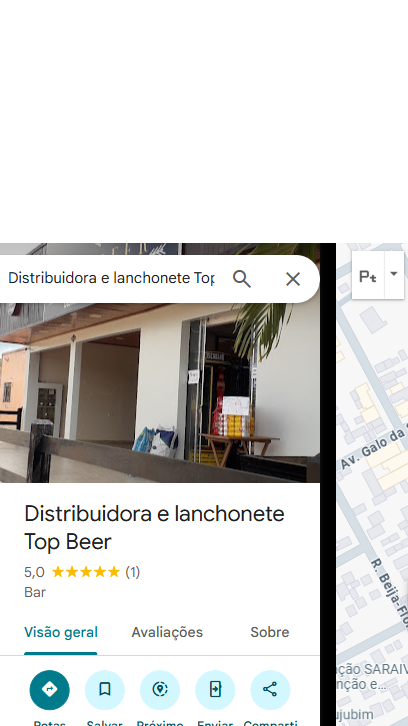 Distribuidora e lanchonete Top
Pt
Distribuidora e lanchonete
Top Beer
5,0 (1)
Bar
Visão geral
Avaliações
Sobre
Rotas
Salvar
Próximo
Enviar
Comparti
Av. Galo da
R. Beija-Flo
ção SARAIV
nção e...
ujubim